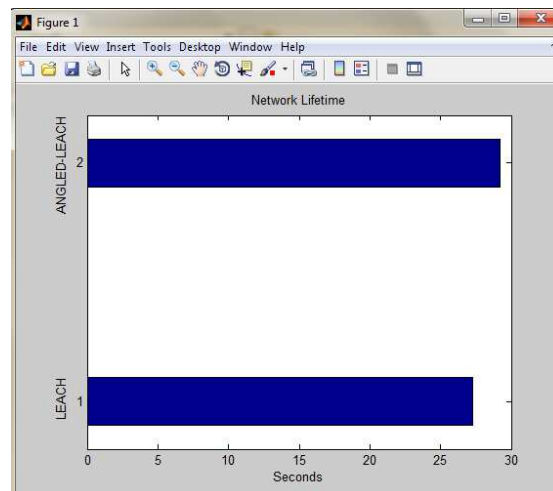 Figure 1
File Edit View Insert Tools Desktop Window Help
Network Lifetime
ANGLED-LEACH
2
LEACH
1
0 5 10 15 20 25 30
Seconds